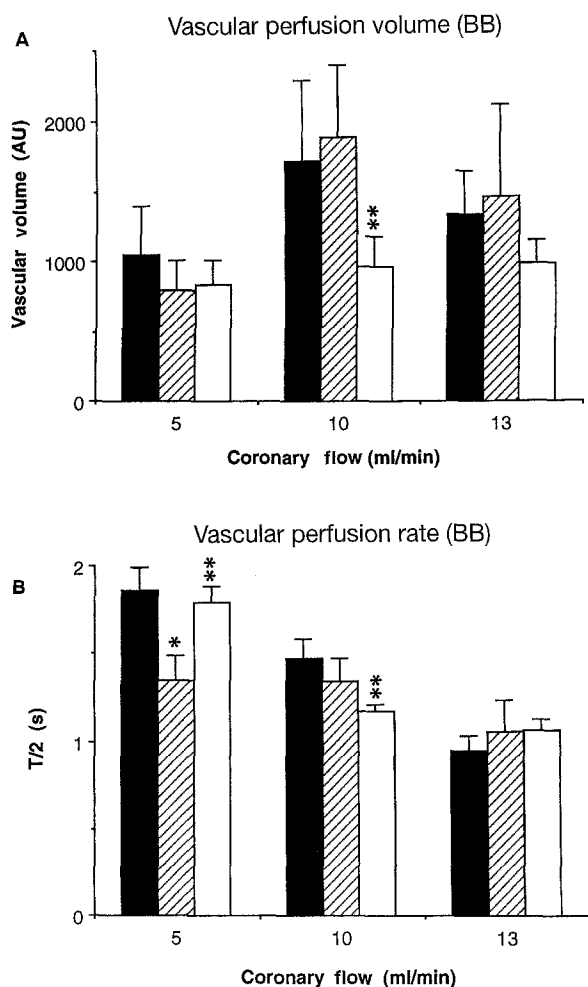 A
Vascular perfusion volume (BB)
Vascular volume (AU)
2000
1000
0
**
5 10 13
Coronary flow (ml/min)
Vascular perfusion rate (BB)
B
T/2 (s)
2
1
0
* ** **
5 10 13
Coronary flow (ml/min)